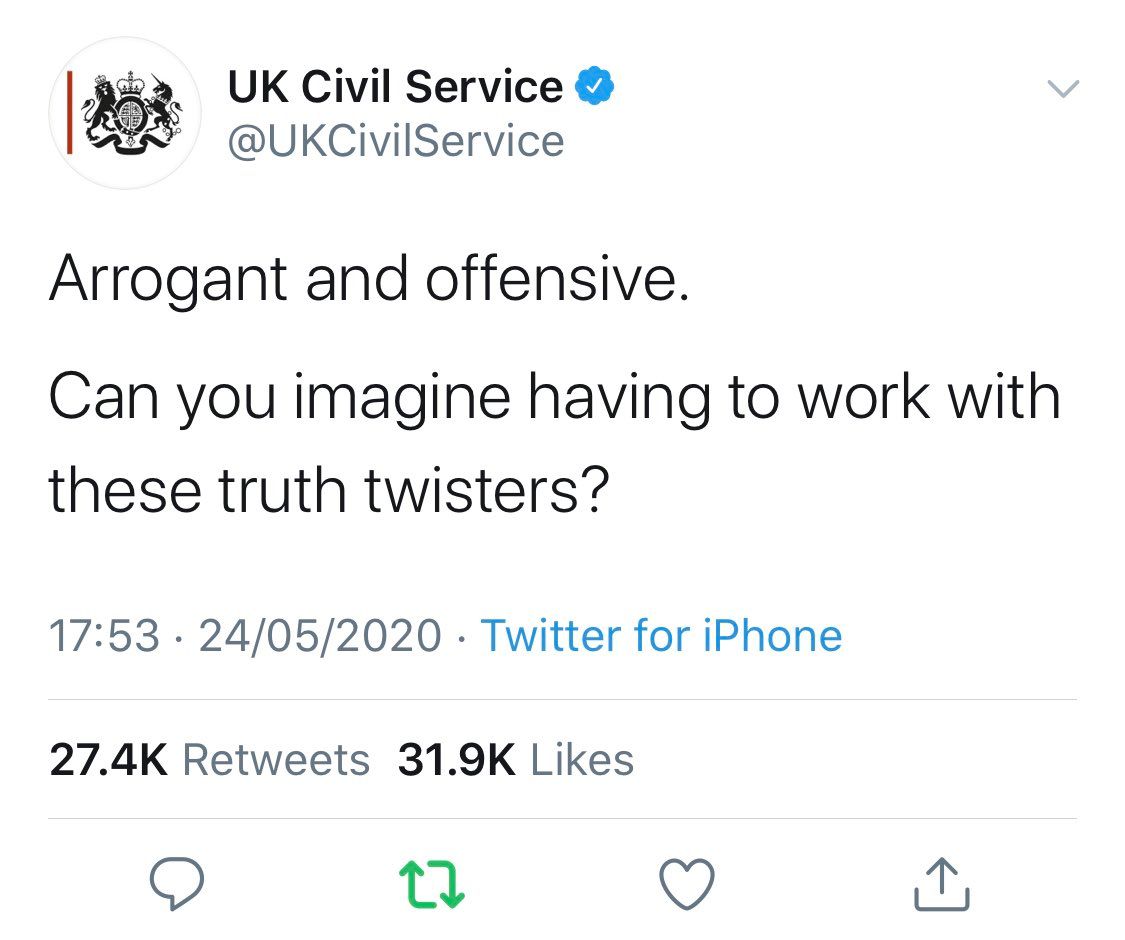 UK Civil Service
@UKCivilService
Arrogant and offensive.
Can you imagine having to work with
these truth twisters?
17:53 · 24/05/2020 · Twitter for iPhone
27.4K Retweets 31.9K Likes